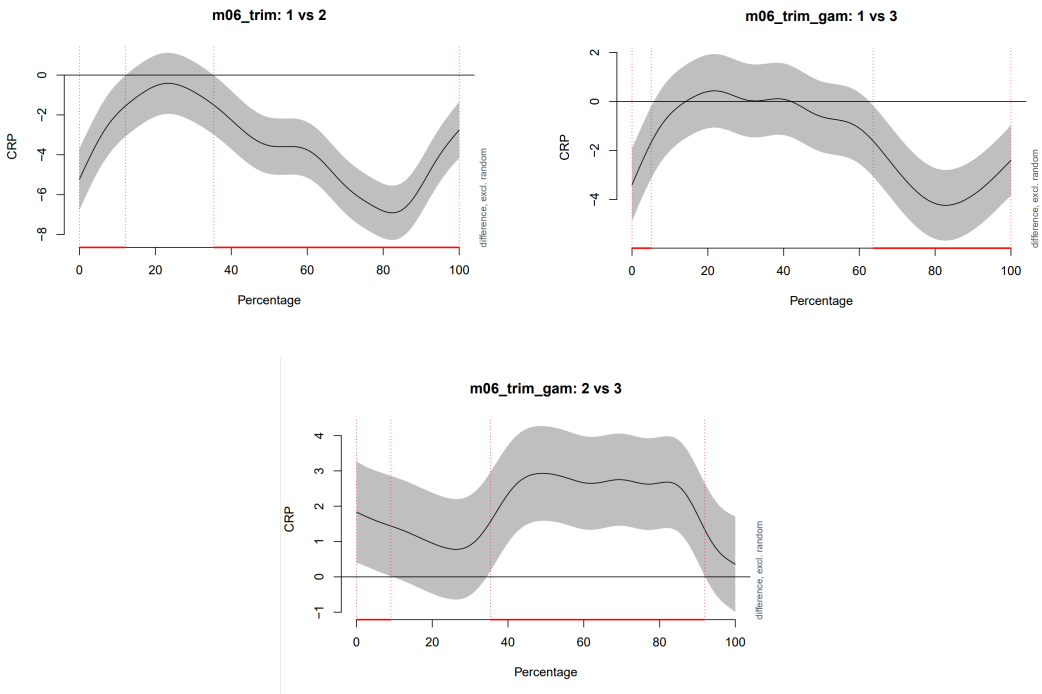 m06_trim: 1 vs 2
CRP
0
−2
−4
−6
−8
0 20 40 60 80 100
Percentage
difference, excl. random
m06_trim_gam: 1 vs 3
CRP
2
0
−2
−4
0 20 40 60 80 100
Percentage
difference, excl. random
m06_trim_gam: 2 vs 3
CRP
4
3
2
1
0
−1
0 20 40 60 80 100
Percentage
difference, excl. random